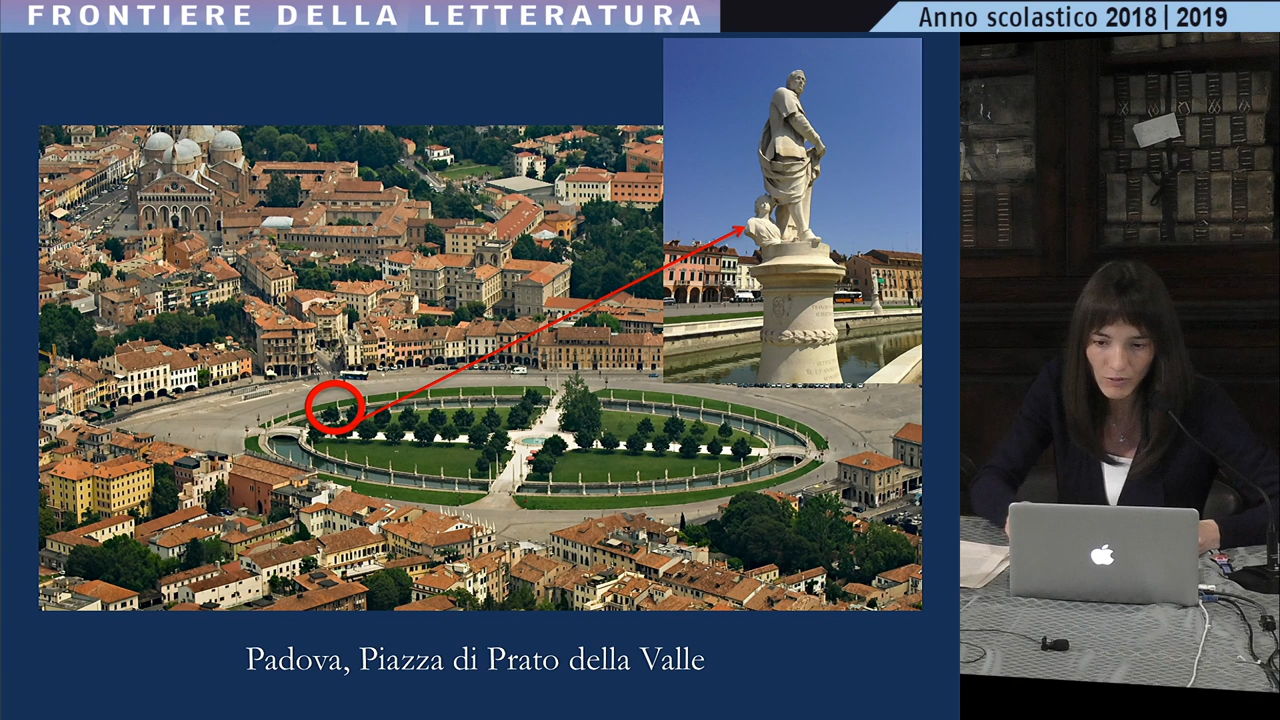 FRONTIERE DELLA LETTERATURA
Anno scolastico 2018 | 2019
Padova, Piazza di Prato della Valle